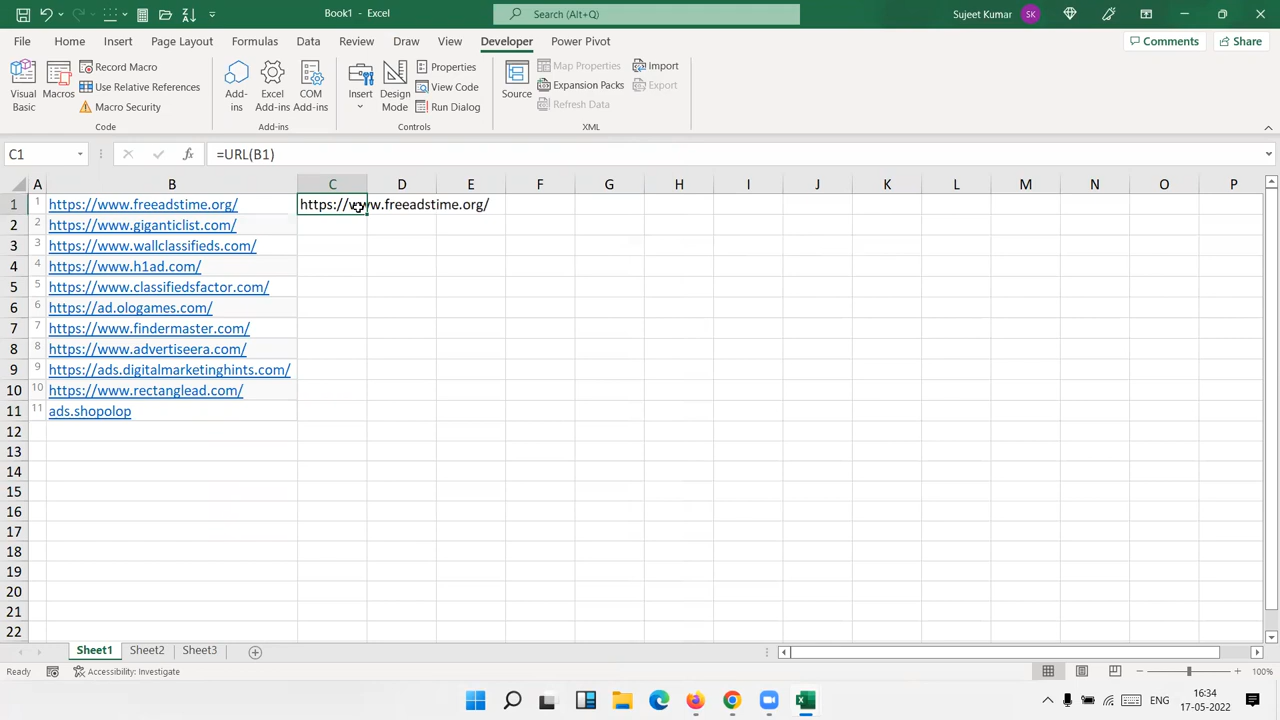 Book1 - Excel
Search (Alt+Q)
Sujeet Kumar
SK
File Home Insert Page Layout Formulas Data Review View Draw Developer Power Pivot
Comments
Share
Visual Basic
Macros
Record Macro
Use Relative References
Macro Security
Code
Add-ins
Excel Add-ins
COM Add-ins
Add-ins
Insert
Design Mode
Properties
View Code
Run Dialog
Controls
Source
Map Properties
Expansion Packs
Refresh Data
Import
Export
XML
C1
fx
=URL(B1)
A B C D E F G H I J K L M N O P
1 1 https://www.freeadstime.org/ https://www.freeadstime.org/
2 2 https://www.giganticlist.com/
3 3 https://www.wallclassifieds.com/
4 4 https://www.h1ad.com/
5 5 https://www.classifiedsfactor.com/
6 6 https://ad.ologames.com/
7 7 https://www.findermaster.com/
8 8 https://www.advertiseera.com/
9 9 https://ads.digitalmarketinghints.com/
10 10 https://www.rectanglead.com/
11 11 ads.shopolop
12
13
14
15
16
17
18
19
20
21
22
Sheet1 Sheet2 Sheet3
Ready
Accessibility: Investigate
100%
ENG
16:34
17-05-2022